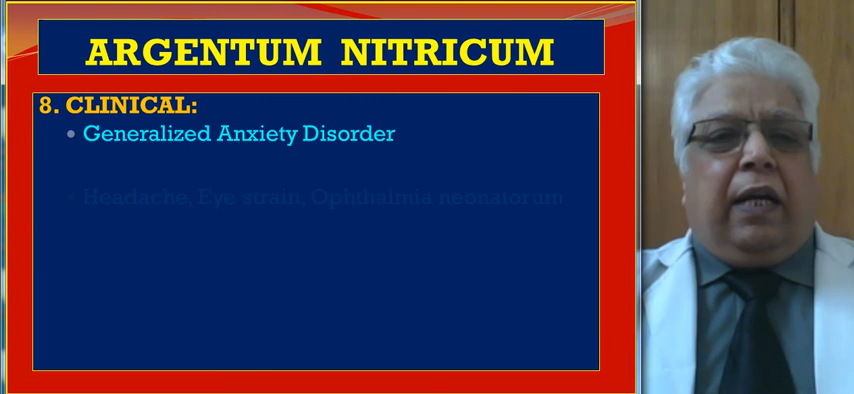 ARGENTUM NITRICUM
8. CLINICAL:
• Generalized Anxiety Disorder
• Headache, Eye strain, Ophthalmia neonatorum